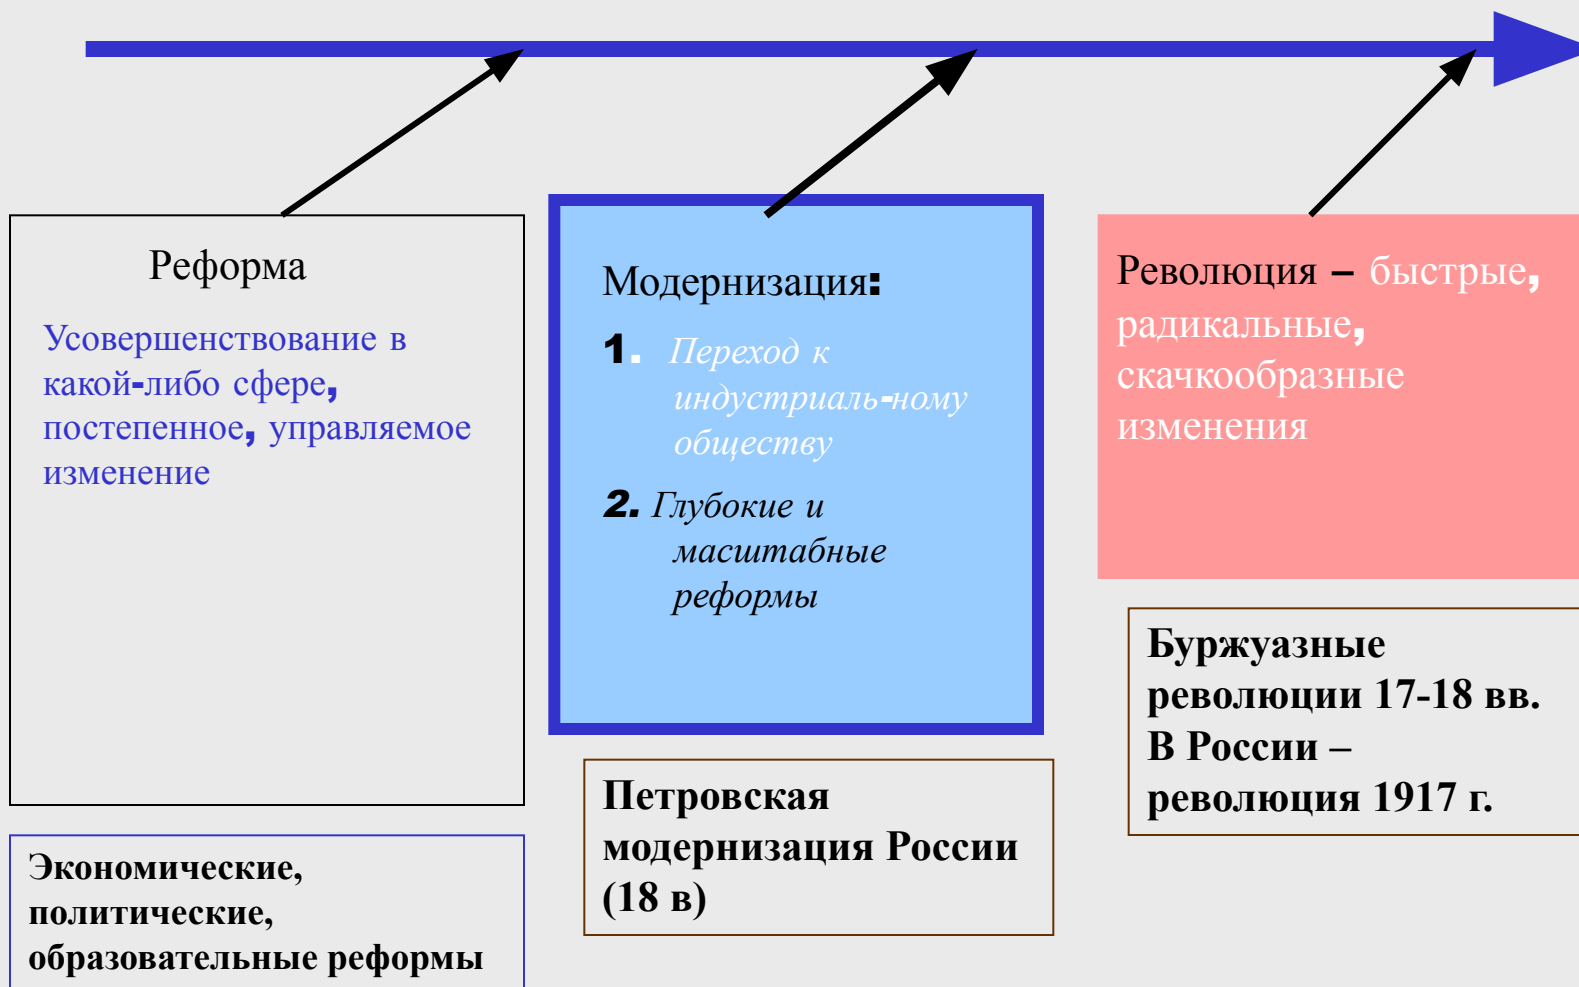 Реформа
Усовершенствование в
какой-либо сфере,
постепенное, управляемое
изменение
Экономические,
политические,
образовательные реформы
Модернизация:
1. Переход к
индустриаль-ному
обществу
2. Глубокие и
масштабные
реформы
Петровская
модернизация России
(18 в)
Революция – быстрые,
радикальные,
скачкообразные
изменения
Буржуазные
революции 17-18 вв.
В России –
революция 1917 г.